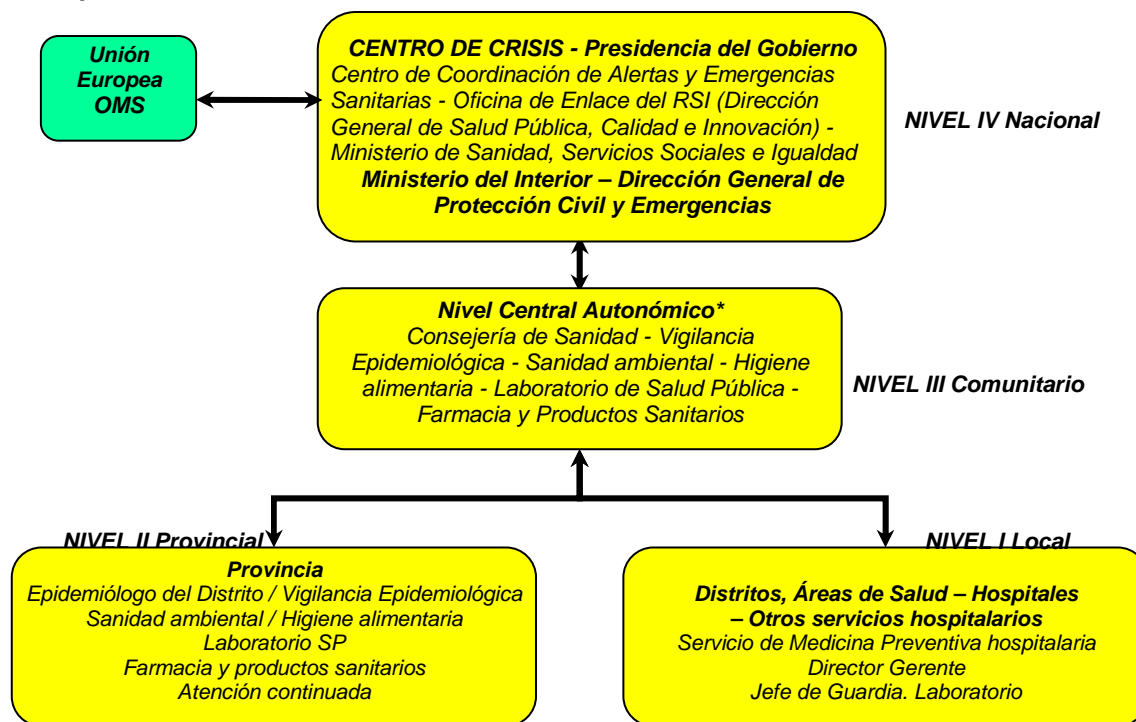 Unión
Europea
OMS
CENTRO DE CRISIS - Presidencia del Gobierno
Centro de Coordinación de Alertas y Emergencias
Sanitarias - Oficina de Enlace del RSI (Dirección
General de Salud Pública, Calidad e Innovación) -
Ministerio de Sanidad, Servicios Sociales e Igualdad
Ministerio del Interior – Dirección General de
Protección Civil y Emergencias
NIVEL IV Nacional
Nivel Central Autonómico*
Consejería de Sanidad - Vigilancia
Epidemiológica - Sanidad ambiental - Higiene
alimentaria - Laboratorio de Salud Pública -
Farmacia y Productos Sanitarios
NIVEL III Comunitario
NIVEL II Provincial
Provincia
Epidemiólogo del Distrito / Vigilancia Epidemiológica
Sanidad ambiental / Higiene alimentaria
Laboratorio SP
Farmacia y productos sanitarios
Atención continuada
NIVEL I Local
Distritos, Áreas de Salud – Hospitales
– Otros servicios hospitalarios
Servicio de Medicina Preventiva hospitalaria
Director Gerente
Jefe de Guardia. Laboratorio